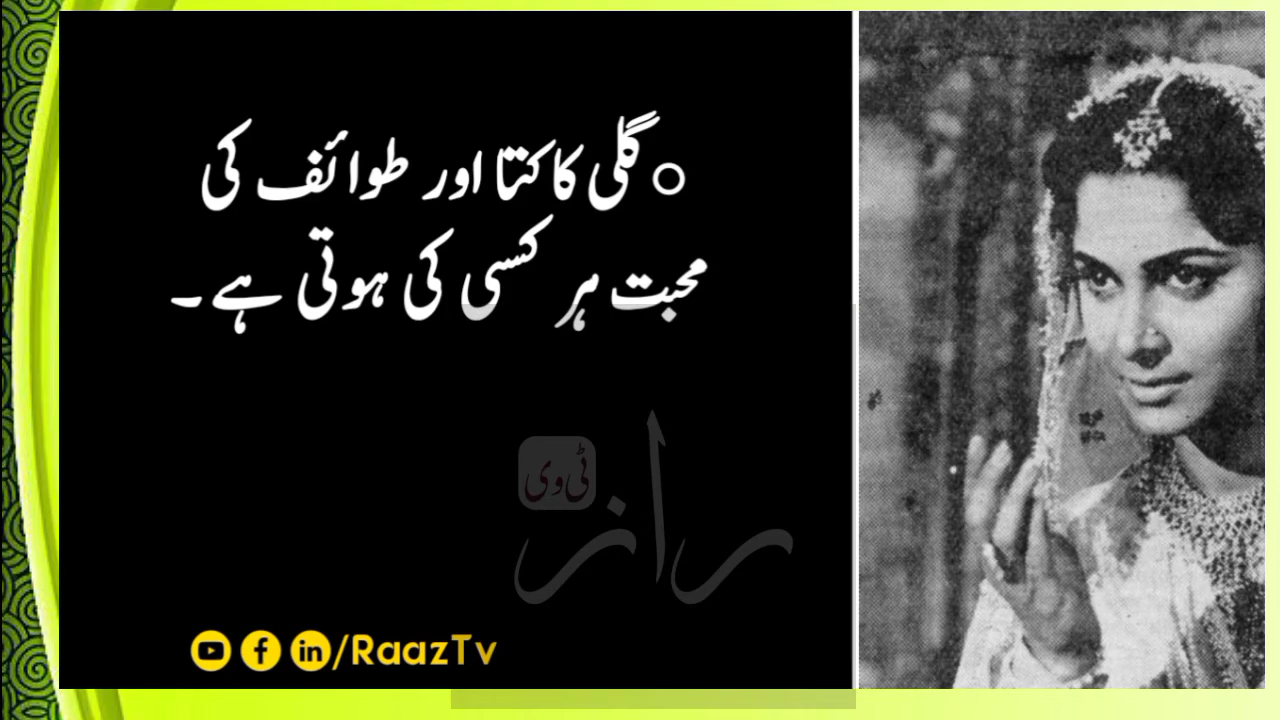 ○ گلی کا کتا اور طوائف کی
محبت ہر کسی کی ہوتی ہے۔
راز
ٹی وی
/RaazTv